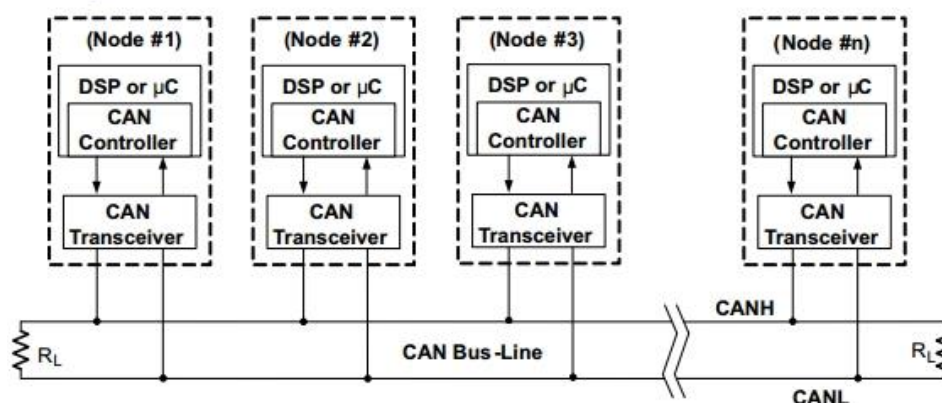 (Node #1)
DSP or µC
CAN
Controller
CAN
Transceiver
(Node #2)
DSP or µC
CAN
Controller
CAN
Transceiver
(Node #3)
DSP or µC
CAN
Controller
CAN
Transceiver
(Node #n)
DSP or µC
CAN
Controller
CAN
Transceiver
CANH
RL
CAN Bus-Line
RL
CANL